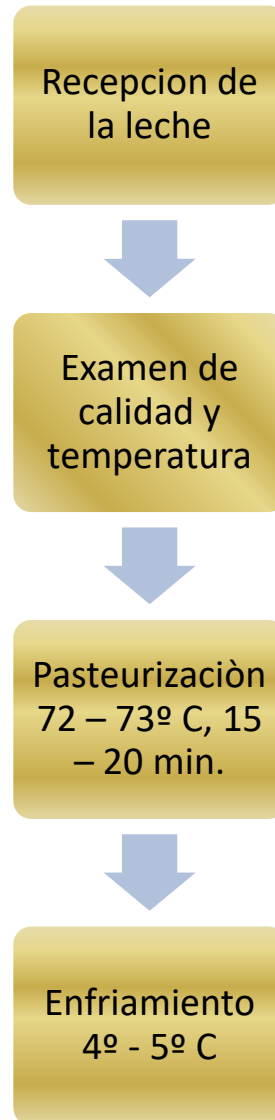 Recepcion de
la leche
Examen de
calidad y
temperatura
Pasteurizaciòn
72 – 73º C, 15
– 20 min.
Enfriamiento
4º - 5º C